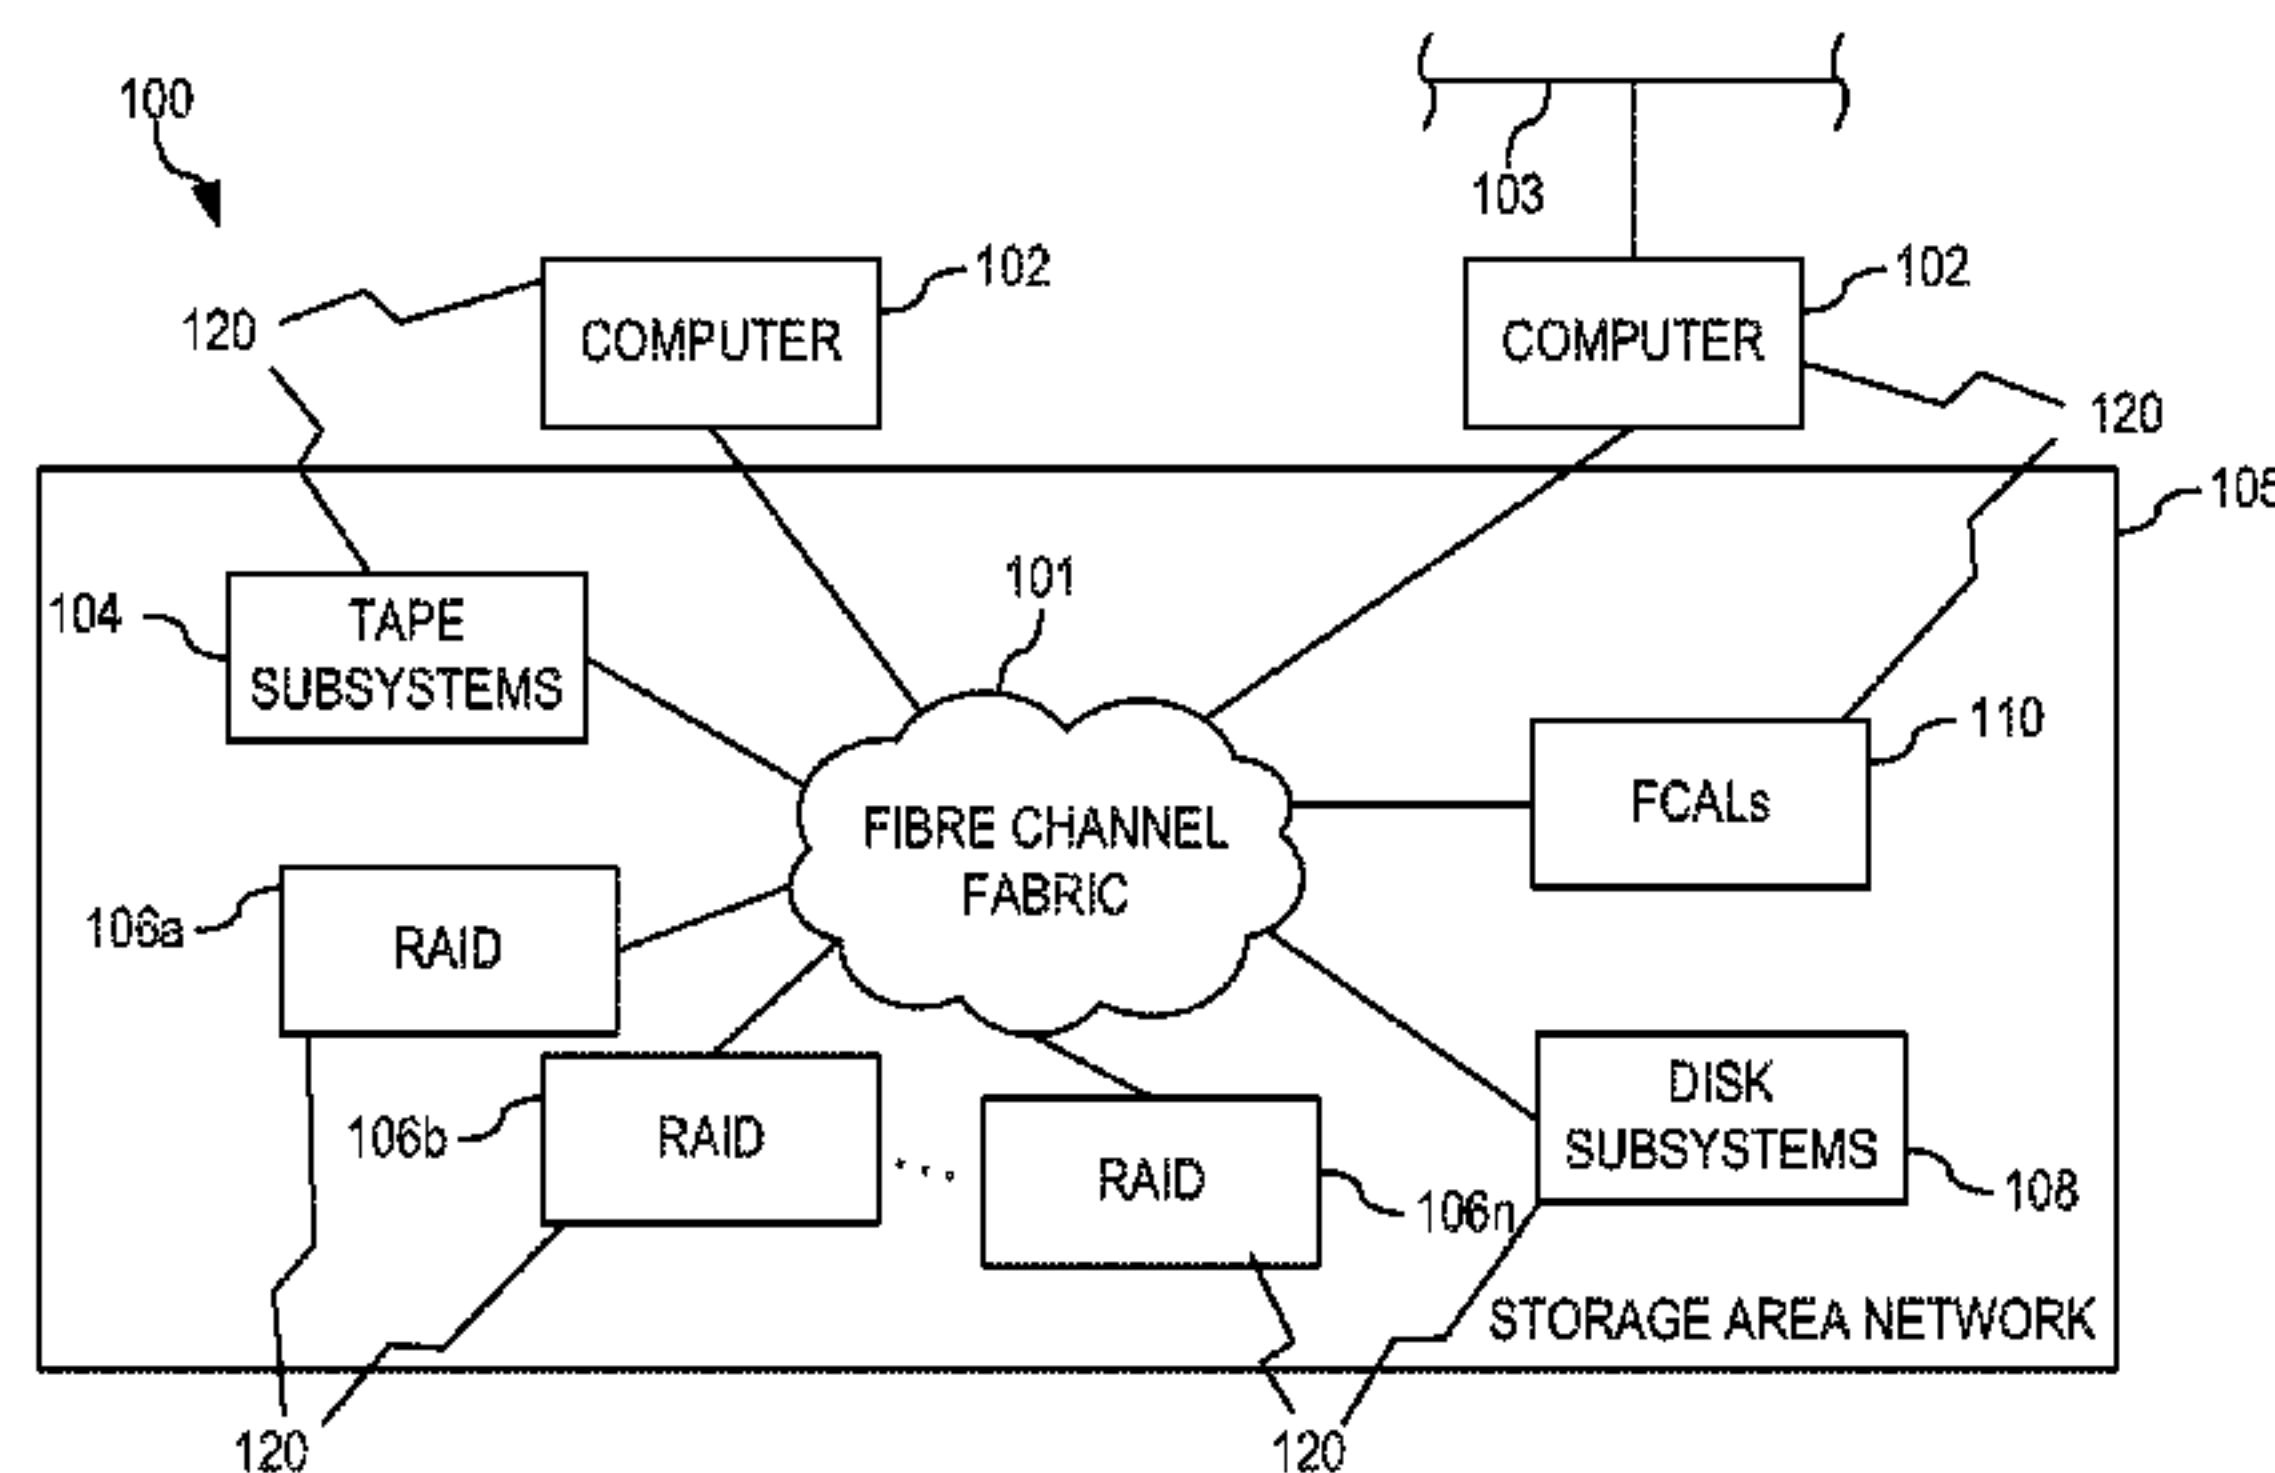 100
103
102
102
COMPUTER
COMPUTER
120
120
101
104
TAPE
SUBSYSTEMS
110
FCALs
FIBRE CHANNEL
FABRIC
106a
RAID
106b
RAID
...
RAID
106n
DISK
SUBSYSTEMS
108
STORAGE AREA NETWORK
120
120